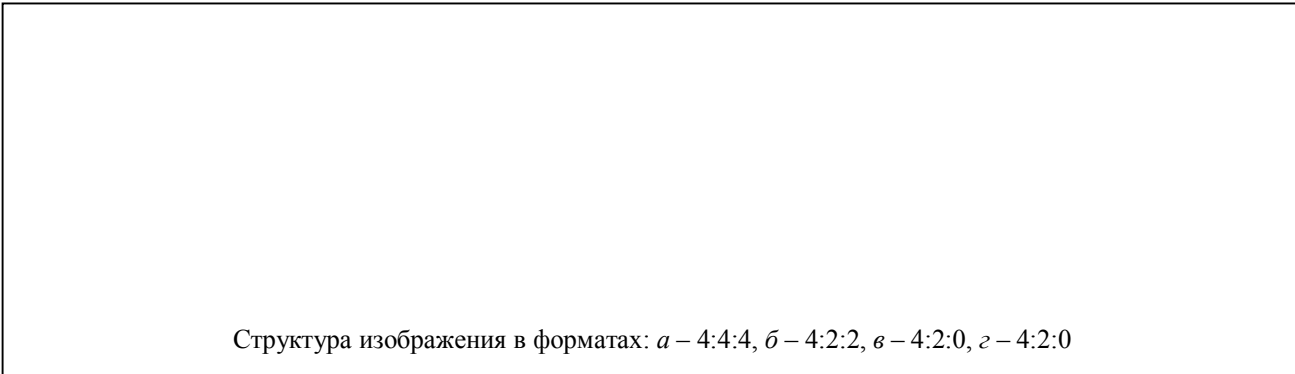 Структура изображения в форматах: а – 4:4:4, б – 4:2:2, в – 4:2:0, г – 4:2:0